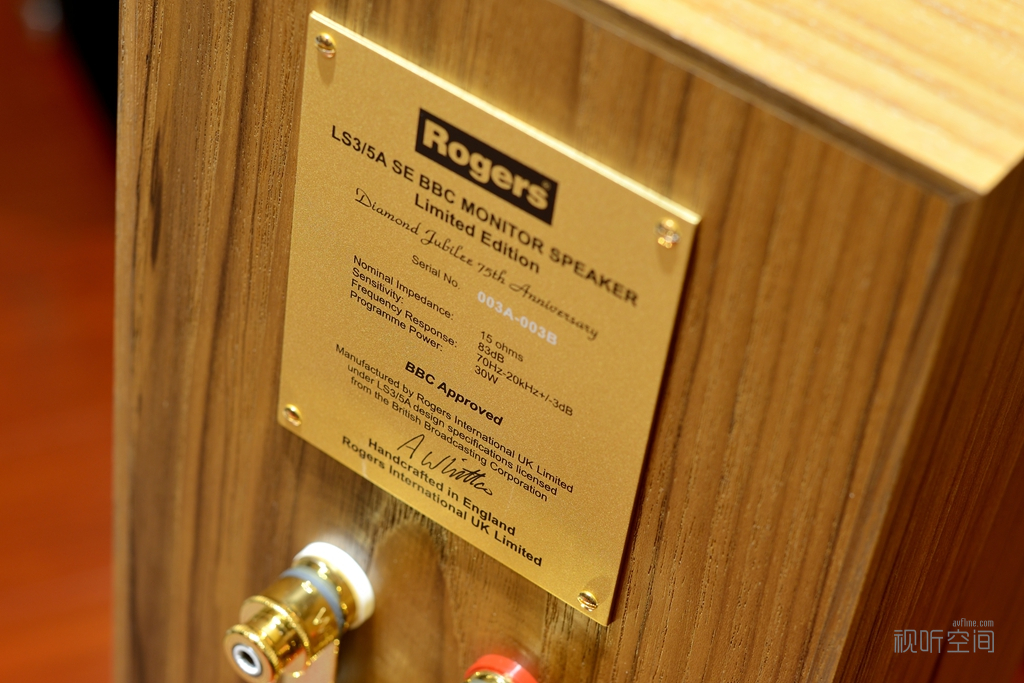 Rogers
LS3/5A SE BBC MONITOR SPEAKER
Limited Edition
Diamond Jubilee 75th Anniversary
Serial No. 003A-003B
Nominal Impedance: 15 ohms
Sensitivity: 83dB
Frequency Response: 70Hz-20kHz+/-3dB
Programme Power: 30W
BBC Approved
Manufactured by Rogers International UK Limited
under LS3/5A design specifications licensed
from the British Broadcasting Corporation
Handcrafted in England
Rogers International UK Limited
avfline.com
视听空间